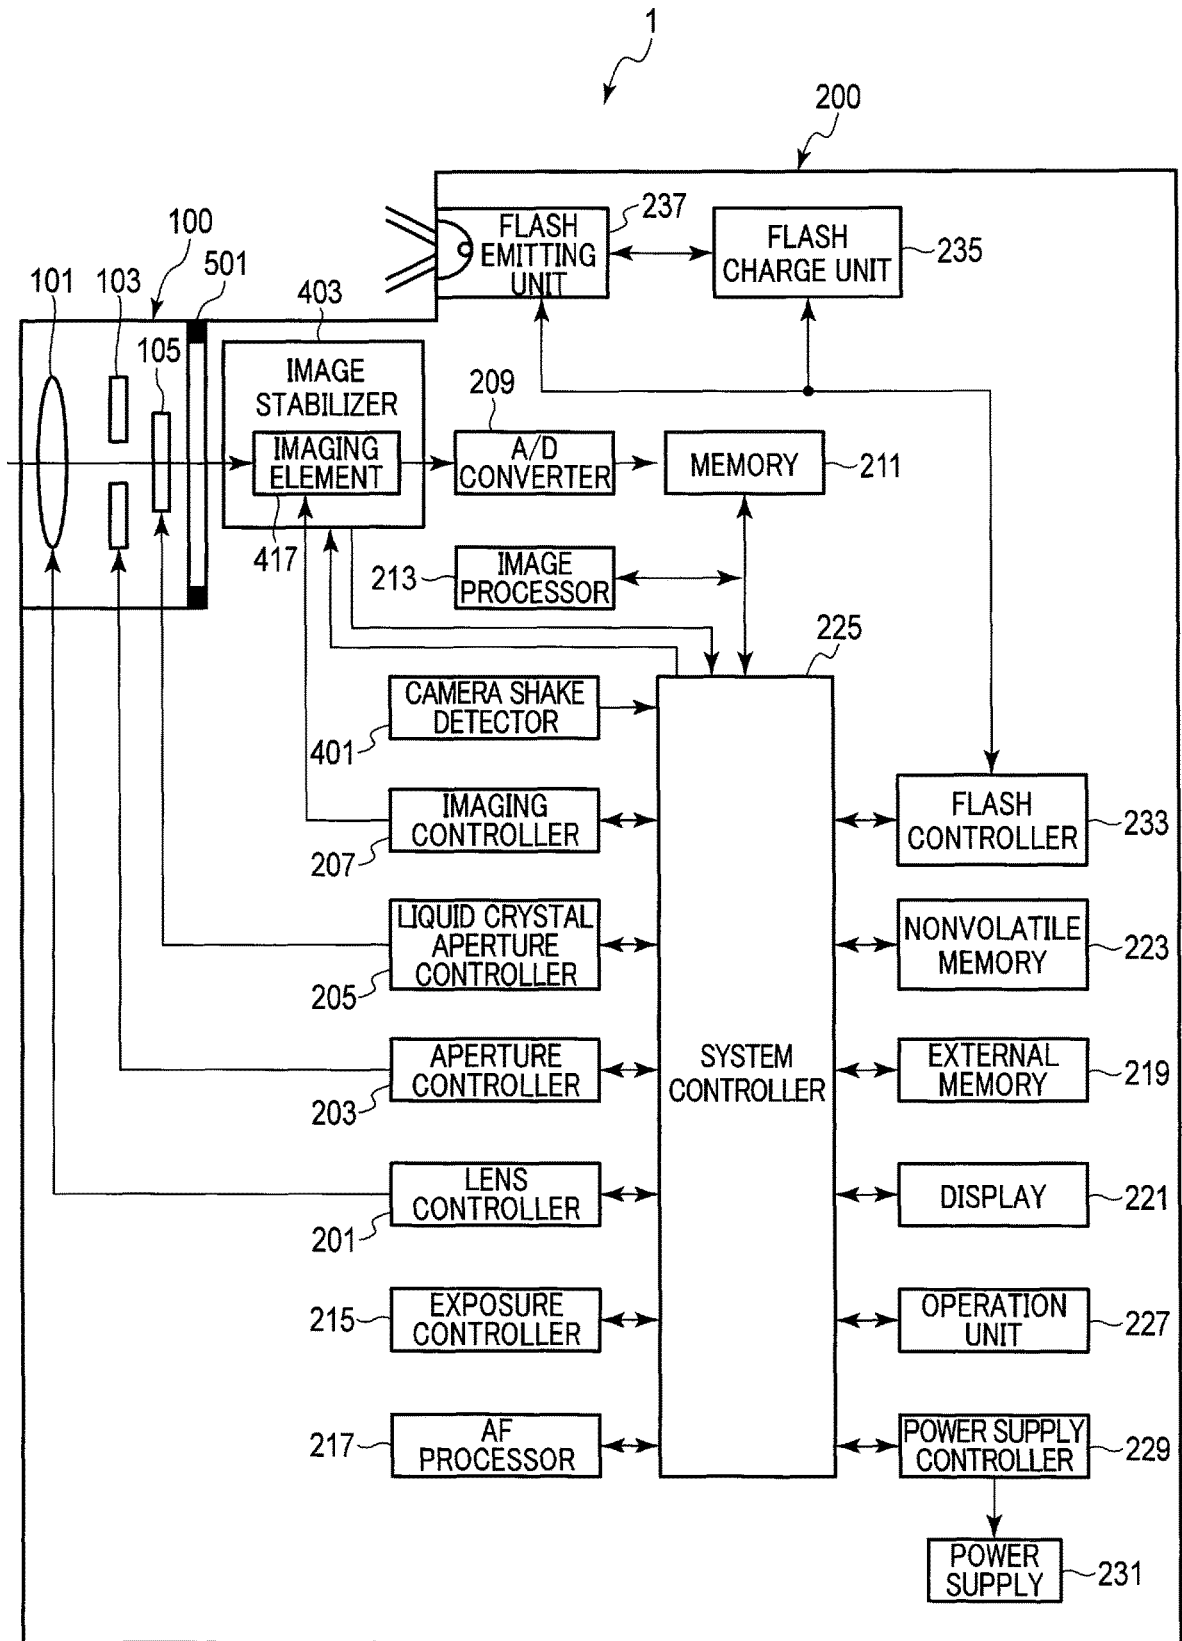 1
200
237
FLASH
EMITTING
UNIT
FLASH
CHARGE UNIT
235
100
501
101
103
105
403
IMAGE
STABILIZER
IMAGING
ELEMENT
417
209
A/D
CONVERTER
MEMORY
211
213
IMAGE
PROCESSOR
225
CAMERA SHAKE
DETECTOR
401
IMAGING
CONTROLLER
207
FLASH
CONTROLLER
233
LIQUID CRYSTAL
APERTURE
CONTROLLER
205
NONVOLATILE
MEMORY
223
SYSTEM
CONTROLLER
APERTURE
CONTROLLER
203
EXTERNAL
MEMORY
219
LENS
CONTROLLER
201
DISPLAY
221
215
EXPOSURE
CONTROLLER
OPERATION
UNIT
227
217
AF
PROCESSOR
POWER SUPPLY
CONTROLLER
229
POWER
SUPPLY
231